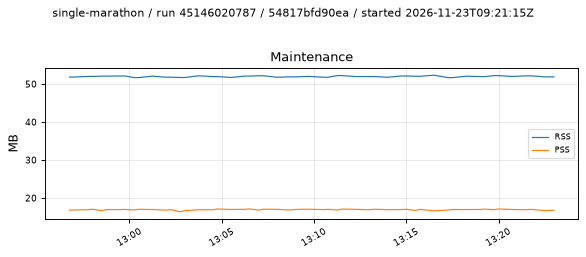 single-marathon / run 45146020787 / 54817bfd90ea / started 2026-11-23T09:21:15Z
Maintenance
MB
50
40
30
20
RSS
PSS
13:00
13:05
13:10
13:15
13:20